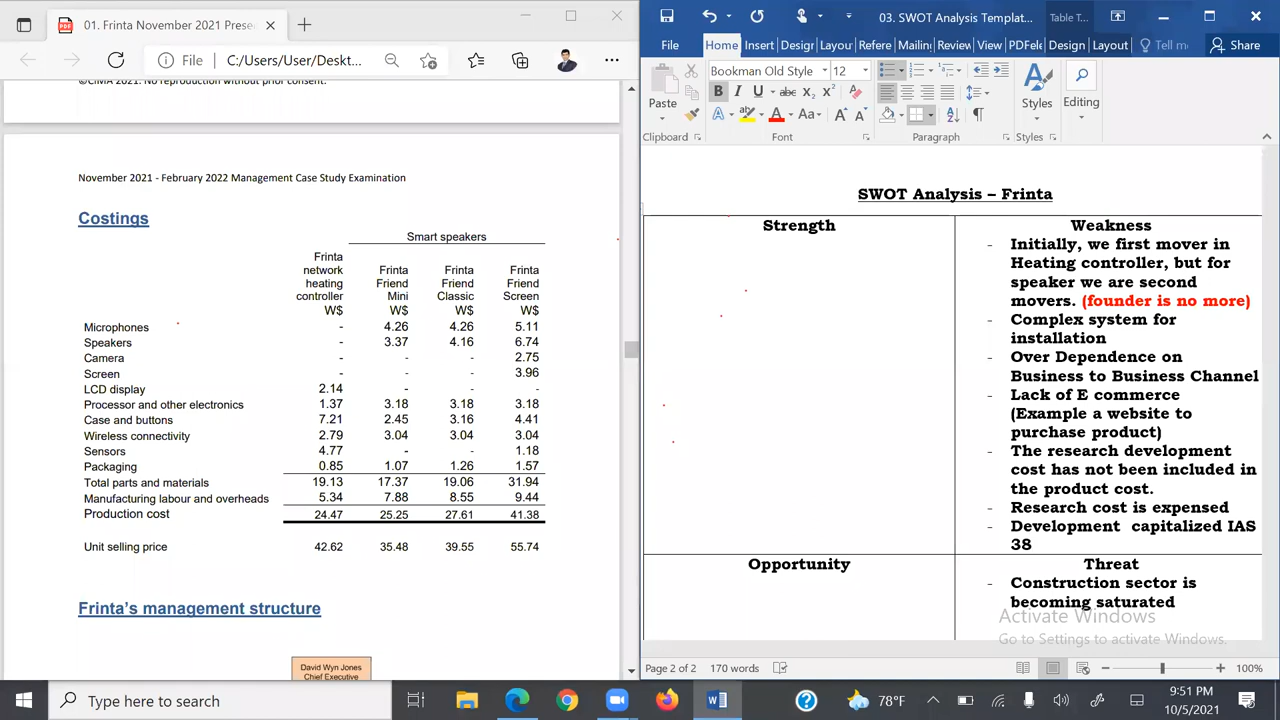 01. Frinta November 2021 Prese
File
C:/Users/User/Deskt...
©CIMA 2021. No reproduction without prior consent.
November 2021 - February 2022 Management Case Study Examination
Costings
Smart speakers
Frinta network heating controller W$
Frinta Friend Mini W$
Frinta Friend Classic W$
Frinta Friend Screen W$
Microphones - 4.26 4.26 5.11
Speakers - 3.37 4.16 6.74
Camera - - - 2.75
Screen - - - 3.96
LCD display 2.14 - - -
Processor and other electronics 1.37 3.18 3.18 3.18
Case and buttons 7.21 2.45 3.16 4.41
Wireless connectivity 2.79 3.04 3.04 3.04
Sensors 4.77 - - 1.18
Packaging 0.85 1.07 1.26 1.57
Total parts and materials 19.13 17.37 19.06 31.94
Manufacturing labour and overheads 5.34 7.88 8.55 9.44
Production cost 24.47 25.25 27.61 41.38
Unit selling price 42.62 35.48 39.55 55.74
Frinta's management structure
David Wyn Jones
Chief Executive
03. SWOT Analysis Templat...
Table T...
File Home Insert Desigr Layou Refere Mailin Review View PDFele Design Layout Tell me Share
Bookman Old Style 12
Paste
Styles
Editing
Clipboard Font Paragraph Styles
SWOT Analysis – Frinta
Strength
Weakness
- Initially, we first mover in
Heating controller, but for
speaker we are second
movers. (founder is no more)
- Complex system for
installation
- Over Dependence on
Business to Business Channel
- Lack of E commerce
(Example a website to
purchase product)
- The research development
cost has not been included in
the product cost.
- Research cost is expensed
- Development capitalized IAS
38
Opportunity
Threat
- Construction sector is
becoming saturated
Activate Windows
Go to Settings to activate Windows.
Page 2 of 2 170 words 100%
Type here to search
78°F
9:51 PM
10/5/2021